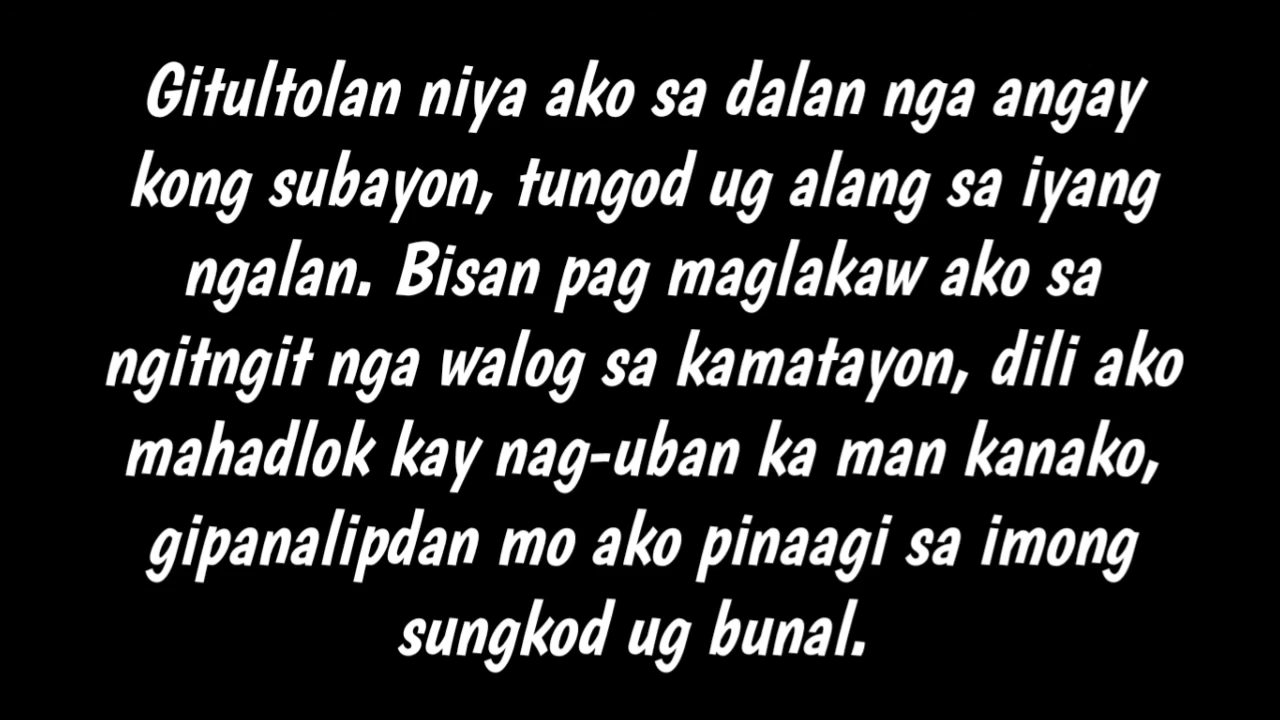 Gitultolan niya ako sa dalan nga angay
kong subayon, tungod ug alang sa iyang
ngalan. Bisan pag maglakaw ako sa
ngitngit nga walog sa kamatayon, dili ako
mahadlok kay nag-uban ka man kanako,
gipanalipdan mo ako pinaagi sa imong
sungkod ug bunal.